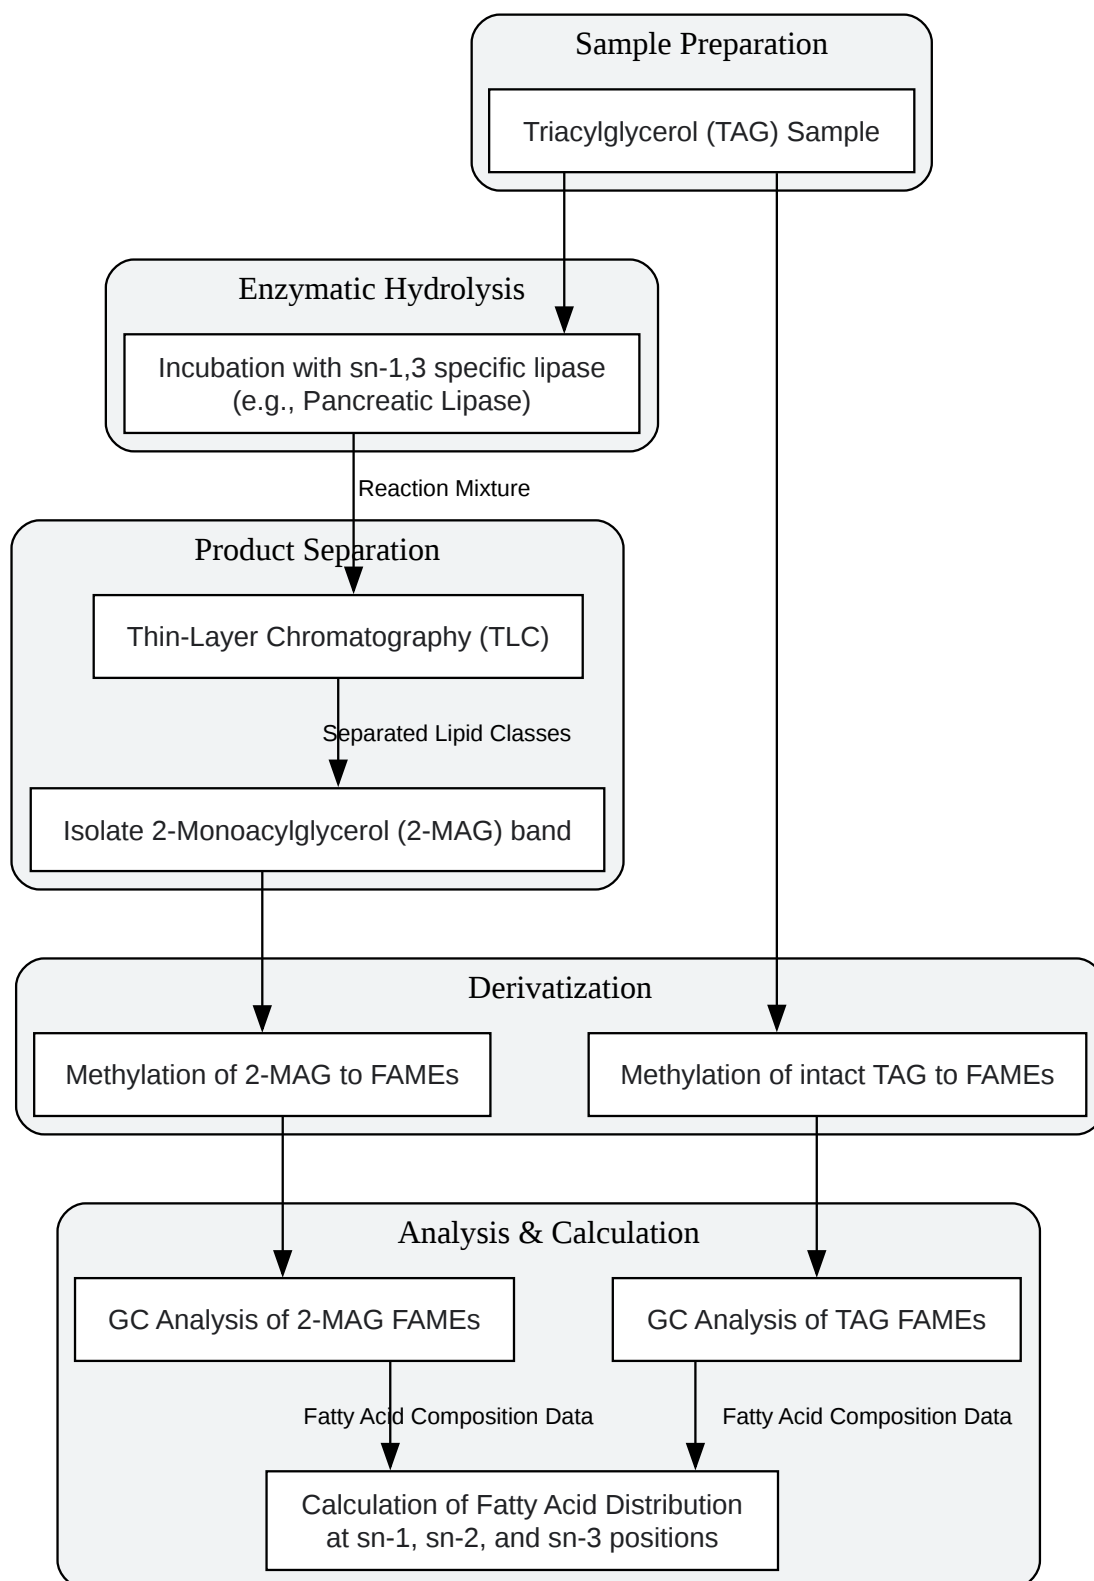 Sample Preparation
Triacylglycerol (TAG) Sample
Enzymatic Hydrolysis
Incubation with sn-1,3 specific lipase
(e.g., Pancreatic Lipase)
Reaction Mixture
Product Separation
Thin-Layer Chromatography (TLC)
Separated Lipid Classes
Isolate 2-Monoacylglycerol (2-MAG) band
Derivatization
Methylation of 2-MAG to FAMEs
Methylation of intact TAG to FAMEs
Analysis & Calculation
GC Analysis of 2-MAG FAMEs
GC Analysis of TAG FAMEs
Fatty Acid Composition Data
Fatty Acid Composition Data
Calculation of Fatty Acid Distribution
at sn-1, sn-2, and sn-3 positions